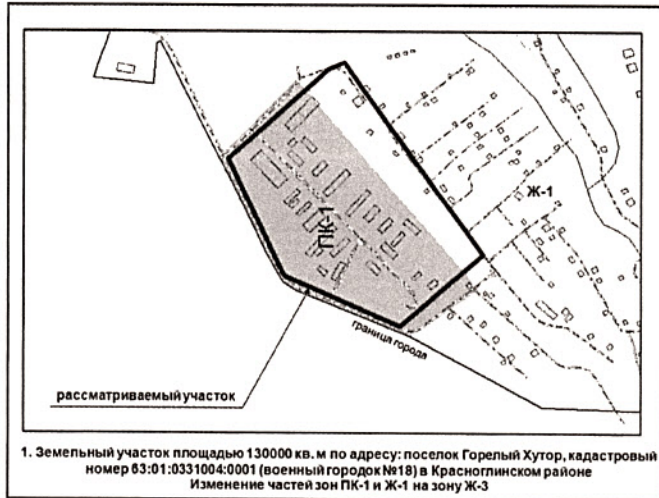 Ж-1
ПК-1
граница города
рассматриваемый участок
1. Земельный участок площадью 130000 кв. м по адресу: поселок Горелый Хутор, кадастровый
номер 63:01:0331004:0001 (военный городок №18) в Красноглинском районе
Изменение частей зон ПК-1 и Ж-1 на зону Ж-3